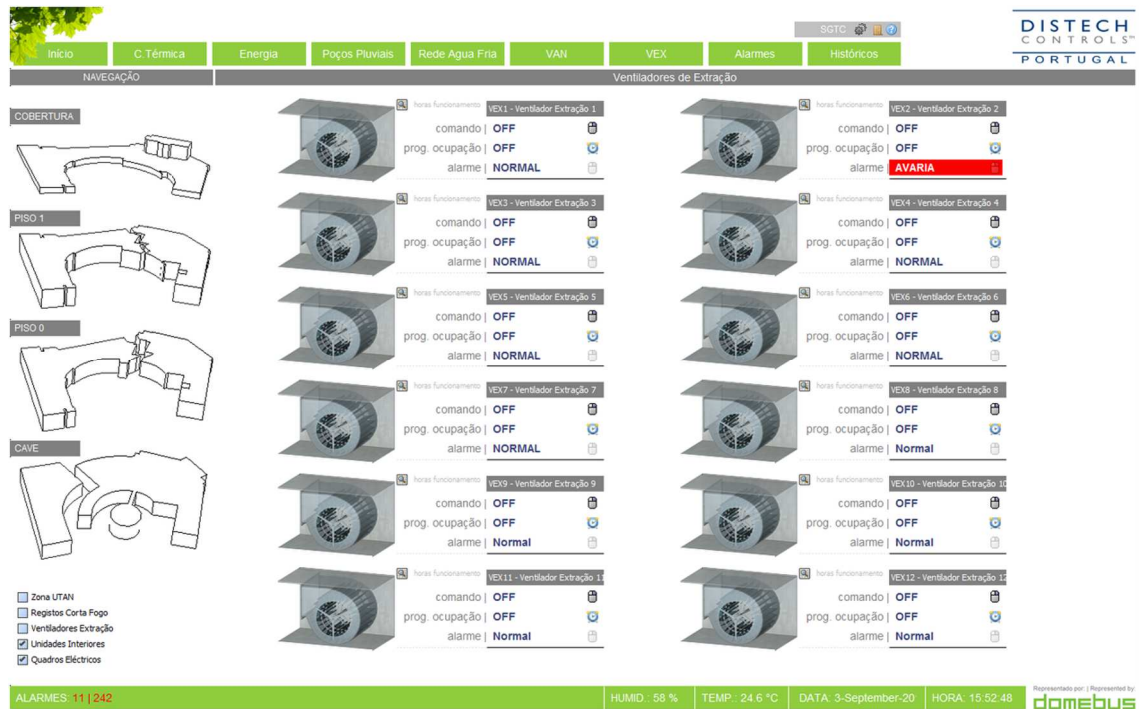 SGTC
DISTECH
CONTROLS™
PORTUGAL
Início C.Térmica Energia Poços Pluviais Rede Agua Fria VAN VEX Alarmes Históricos
NAVEGAÇÃO Ventiladores de Extração
COBERTURA
PISO 1
PISO 0
CAVE
Zona UTAN
Registos Corta Fogo
Ventiladores Extração
Unidades Interiores
Quadros Eléctricos
horas funcionamento VEX1 - Ventilador Extração 1
comando | OFF
prog. ocupação | OFF
alarme | NORMAL
horas funcionamento VEX2 - Ventilador Extração 2
comando | OFF
prog. ocupação | OFF
alarme | AVARIA
horas funcionamento VEX3 - Ventilador Extração 3
comando | OFF
prog. ocupação | OFF
alarme | NORMAL
horas funcionamento VEX4 - Ventilador Extração 4
comando | OFF
prog. ocupação | OFF
alarme | NORMAL
horas funcionamento VEX5 - Ventilador Extração 5
comando | OFF
prog. ocupação | OFF
alarme | NORMAL
horas funcionamento VEX6 - Ventilador Extração 6
comando | OFF
prog. ocupação | OFF
alarme | NORMAL
horas funcionamento VEX7 - Ventilador Extração 7
comando | OFF
prog. ocupação | OFF
alarme | NORMAL
horas funcionamento VEX8 - Ventilador Extração 8
comando | OFF
prog. ocupação | OFF
alarme | Normal
horas funcionamento VEX9 - Ventilador Extração 9
comando | OFF
prog. ocupação | OFF
alarme | Normal
horas funcionamento VEX10 - Ventilador Extração 10
comando | OFF
prog. ocupação | OFF
alarme | Normal
horas funcionamento VEX11 - Ventilador Extração 11
comando | OFF
prog. ocupação | OFF
alarme | Normal
horas funcionamento VEX12 - Ventilador Extração 12
comando | OFF
prog. ocupação | OFF
alarme | Normal
ALARMES: 11 | 242 HUMID.: 58 % TEMP.: 24.6 °C DATA: 3-September-20 HORA: 15:52:48
Representado por: | Represented by:
domebus